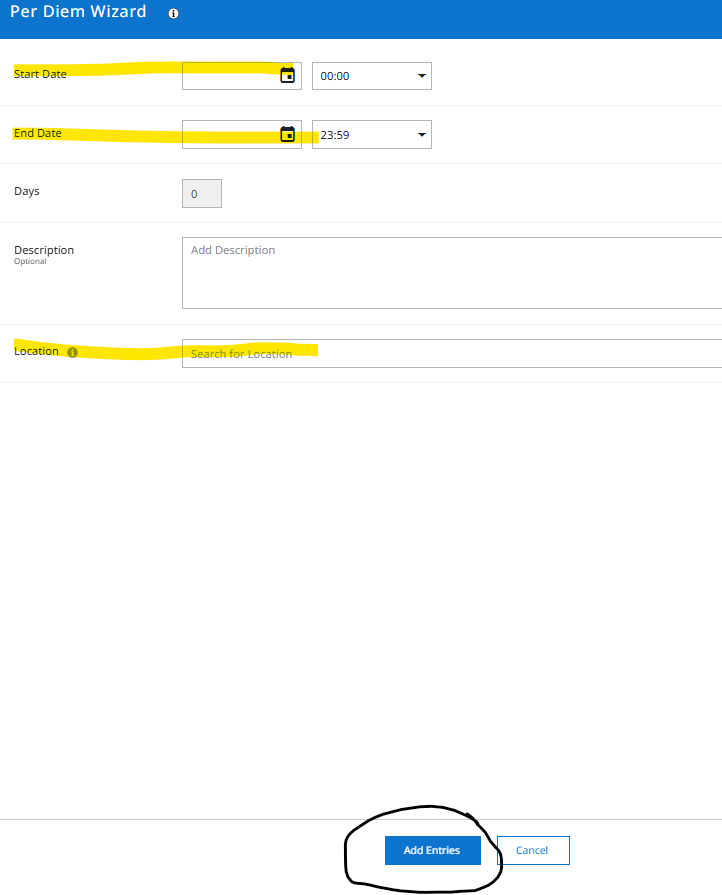 Per Diem Wizard
Start Date 00:00
End Date 23:59
Days 0
Description Add Description
Optional
Location Search for Location
Add Entries Cancel